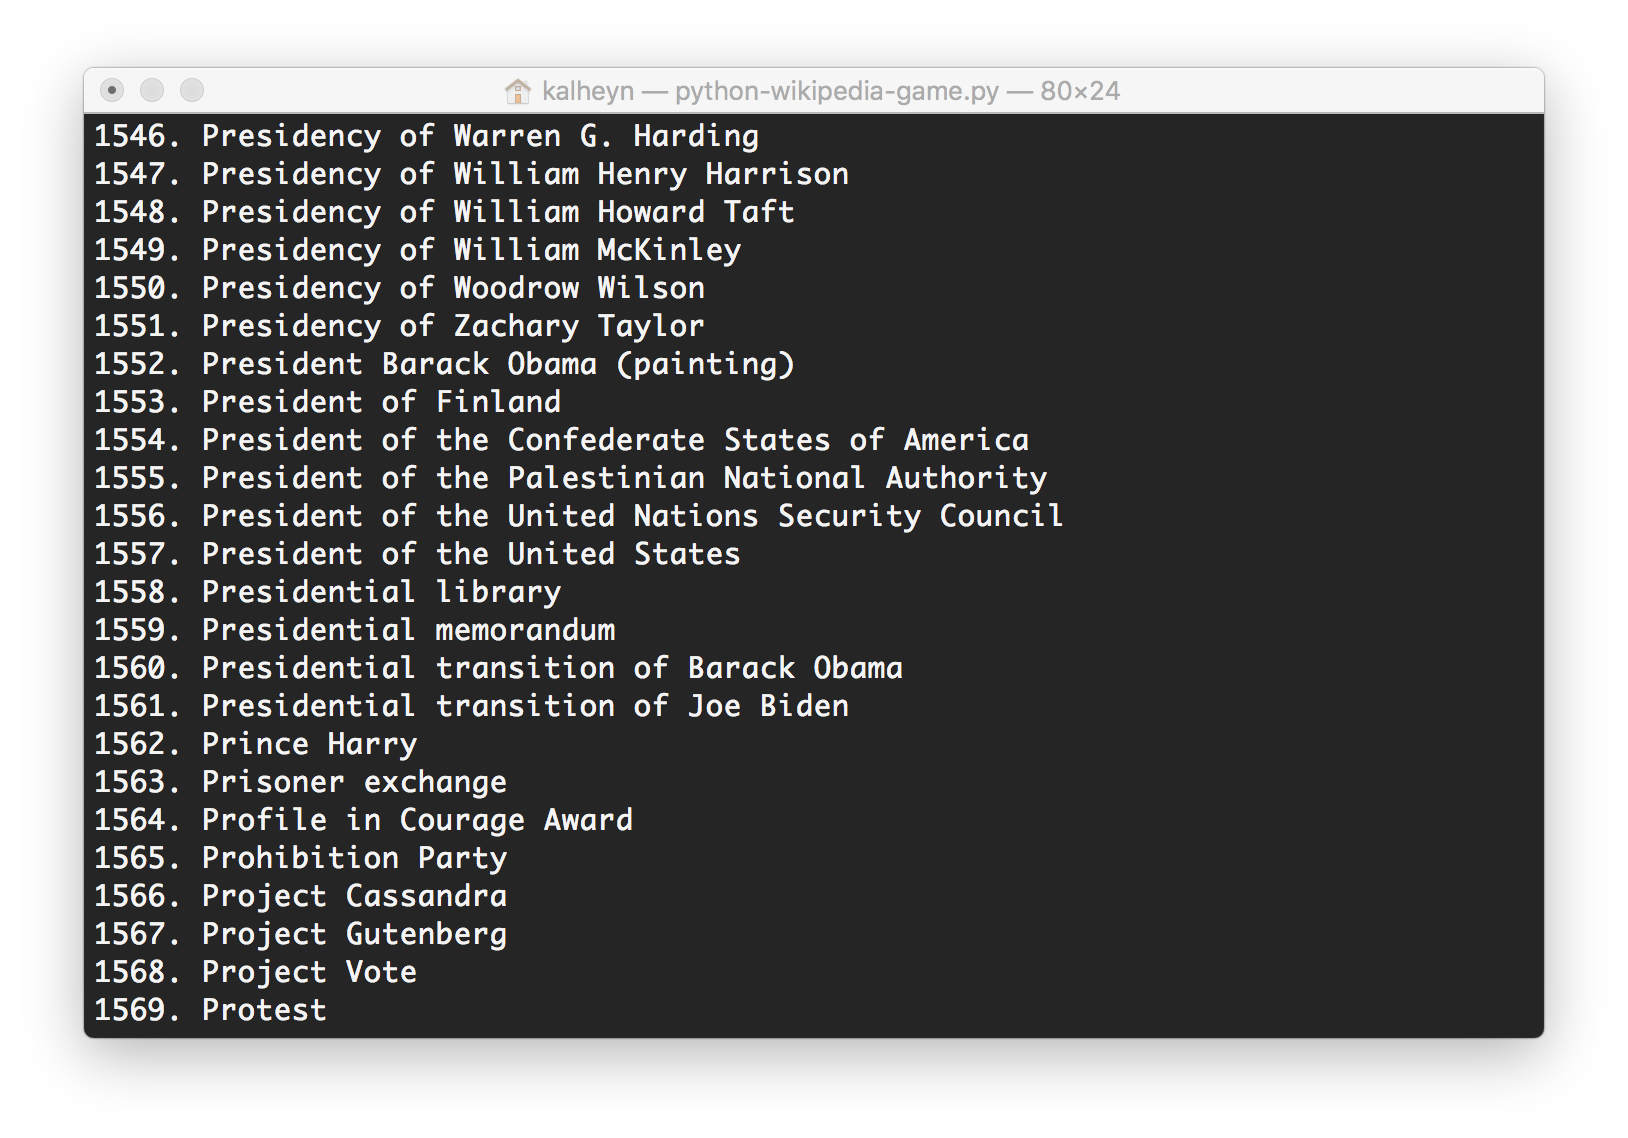 kalheyn — python-wikipedia-game.py — 80×24
1546. Presidency of Warren G. Harding
1547. Presidency of William Henry Harrison
1548. Presidency of William Howard Taft
1549. Presidency of William McKinley
1550. Presidency of Woodrow Wilson
1551. Presidency of Zachary Taylor
1552. President Barack Obama (painting)
1553. President of Finland
1554. President of the Confederate States of America
1555. President of the Palestinian National Authority
1556. President of the United Nations Security Council
1557. President of the United States
1558. Presidential library
1559. Presidential memorandum
1560. Presidential transition of Barack Obama
1561. Presidential transition of Joe Biden
1562. Prince Harry
1563. Prisoner exchange
1564. Profile in Courage Award
1565. Prohibition Party
1566. Project Cassandra
1567. Project Gutenberg
1568. Project Vote
1569. Protest